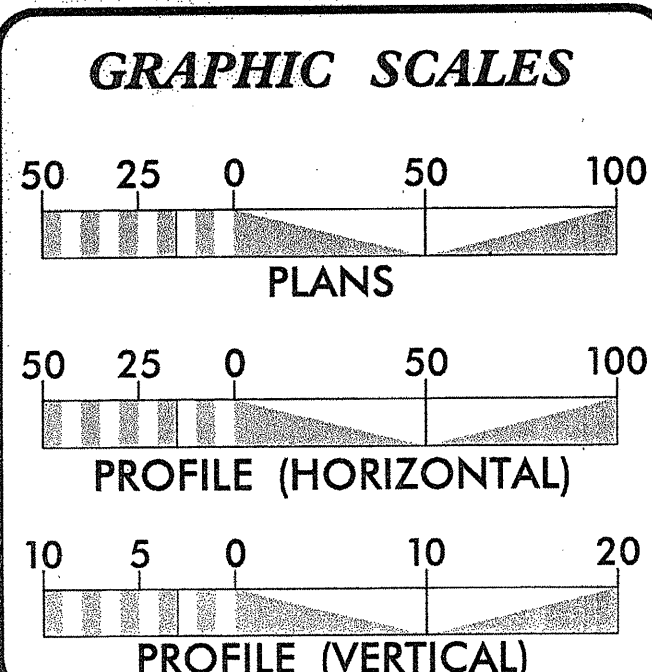 GRAPHIC SCALES
50 25 0 50 100
PLANS
50 25 0 50 100
PROFILE (HORIZONTAL)
10 5 0 10 20
PROFILE (VERTICAL)